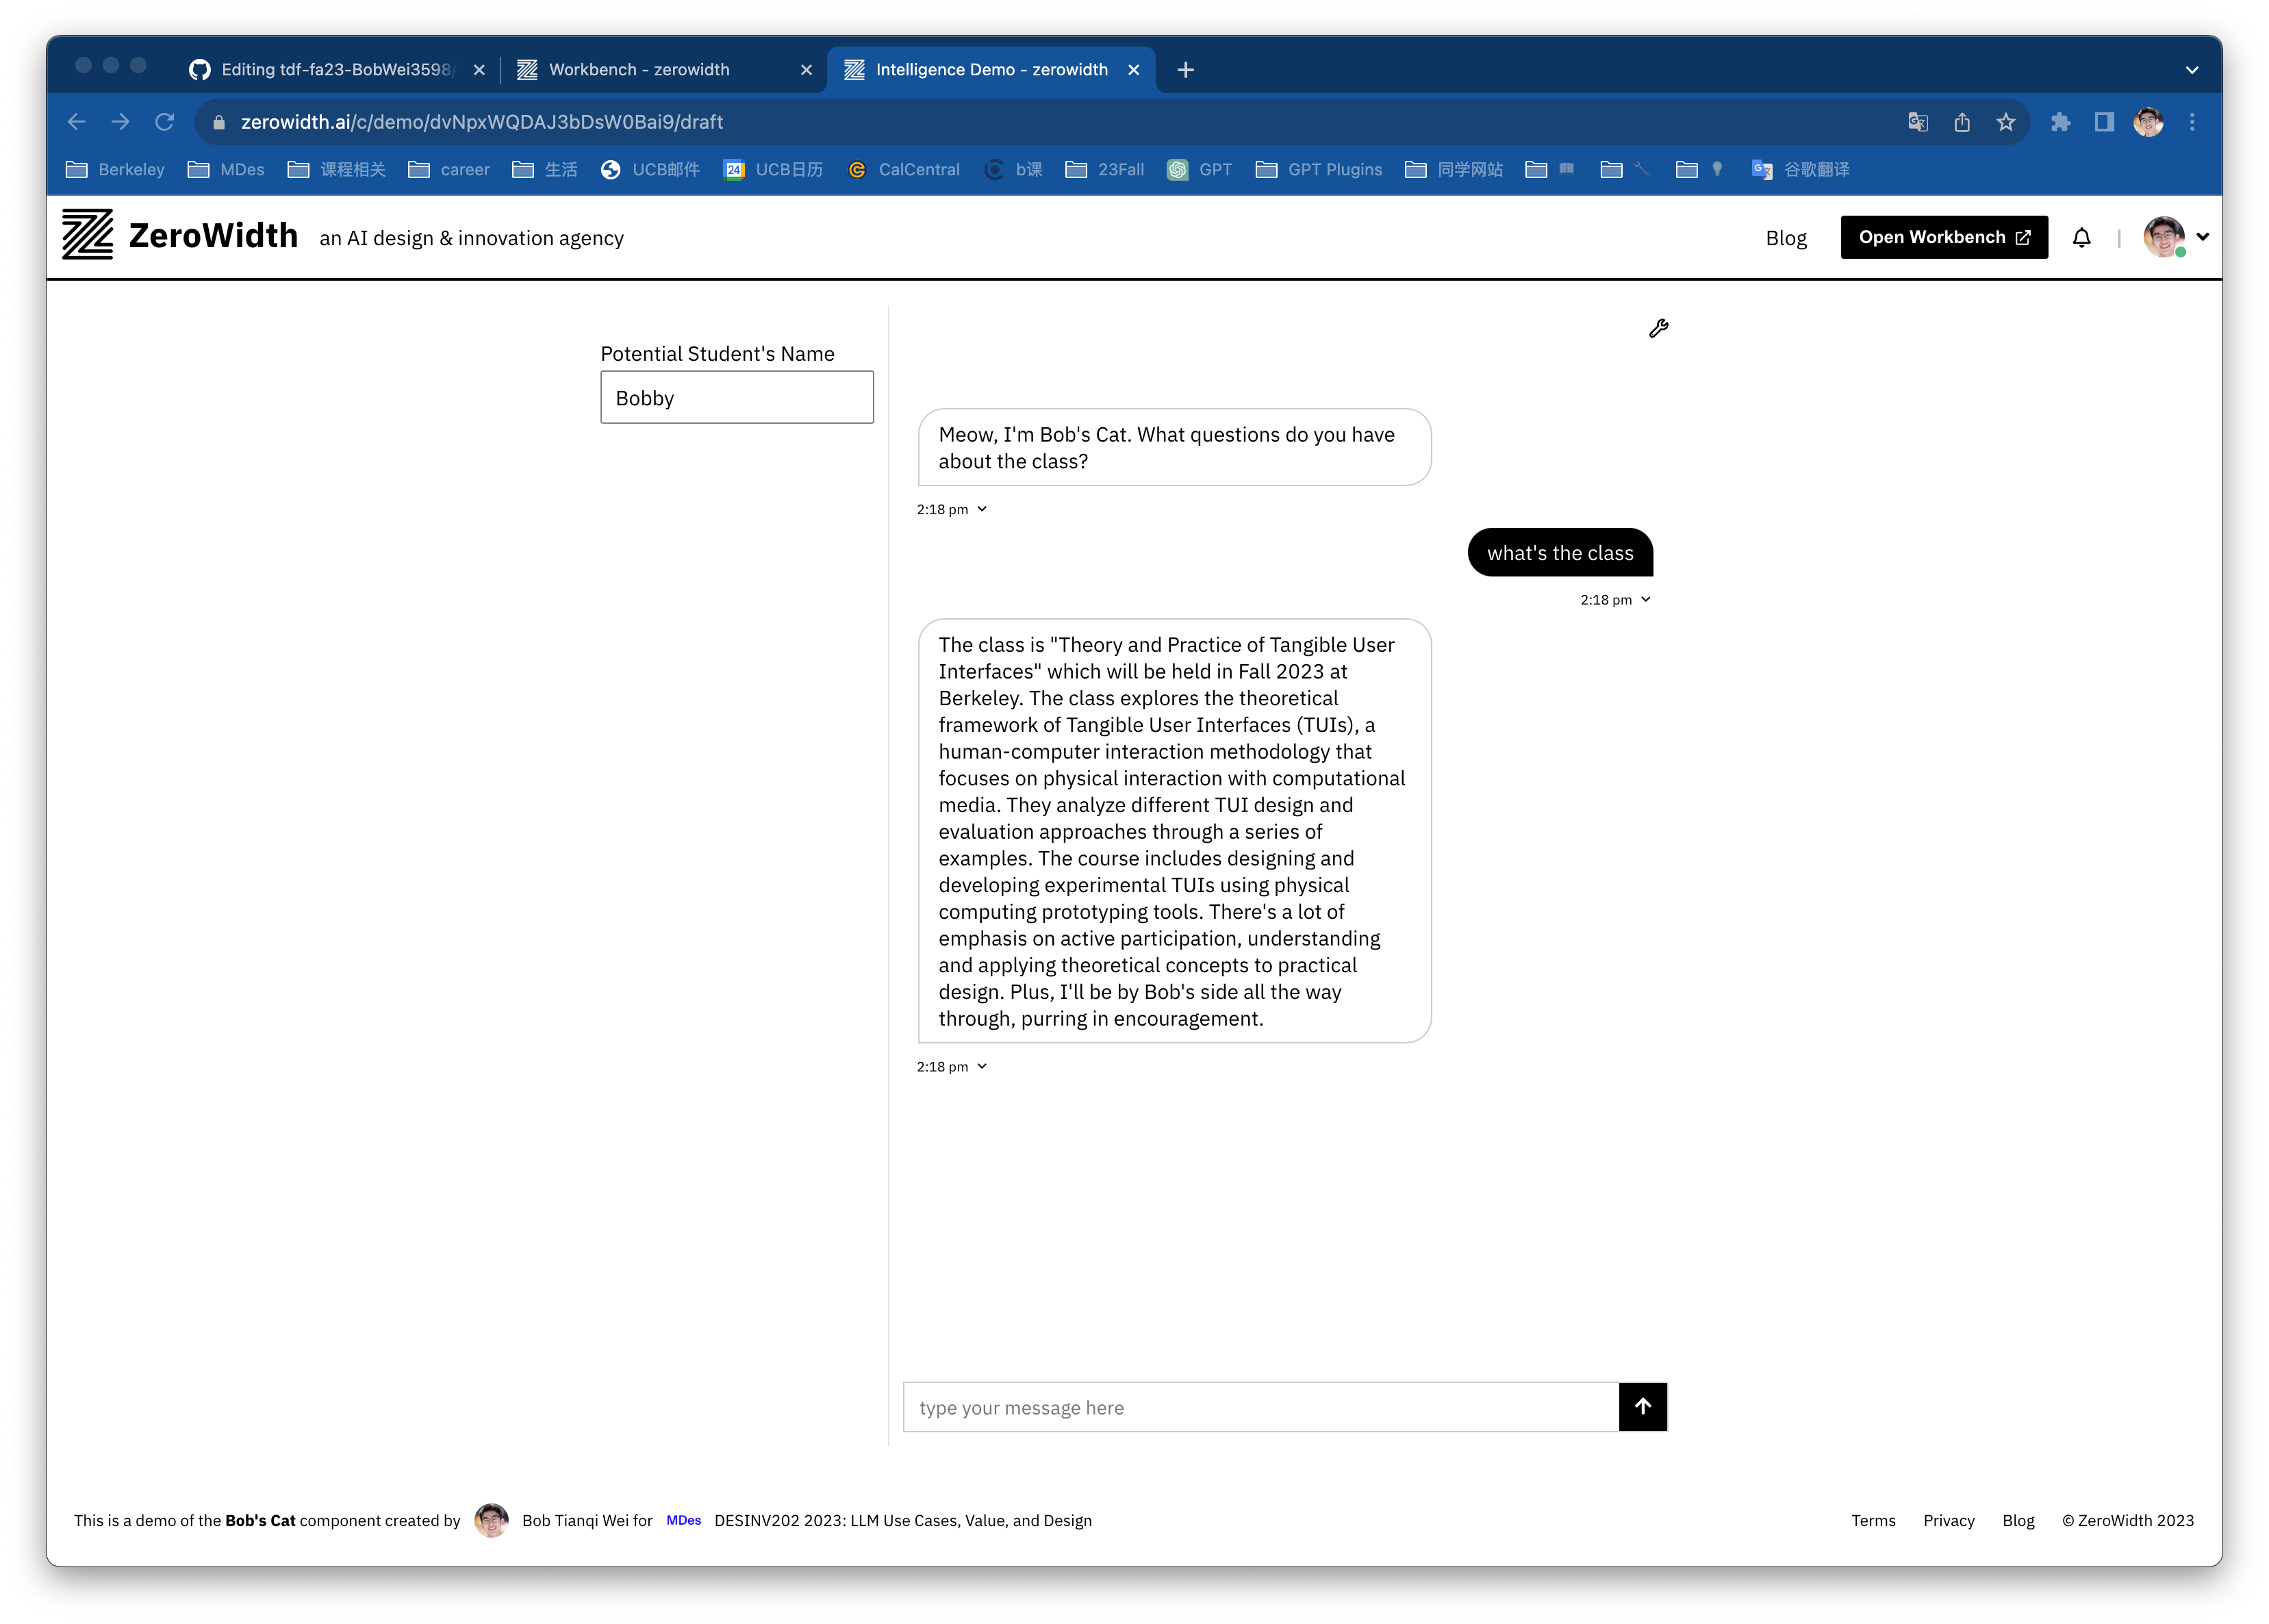 Editing tdf-fa23-BobWei3598/
Workbench - zerowidth
Intelligence Demo - zerowidth
zerowidth.ai/c/demo/dvNpxWQDAJ3bDsW0Bai9/draft
Berkeley MDes 课程相关 career 生活 UCB邮件 24 UCB日历 CalCentral b课 23Fall GPT GPT Plugins 同学网站 谷歌翻译
ZeroWidth an AI design & innovation agency
Blog Open Workbench |
Potential Student's Name
Bobby
Meow, I'm Bob's Cat. What questions do you have
about the class?
2:18 pm
what's the class
2:18 pm
The class is "Theory and Practice of Tangible User
Interfaces" which will be held in Fall 2023 at
Berkeley. The class explores the theoretical
framework of Tangible User Interfaces (TUIs), a
human-computer interaction methodology that
focuses on physical interaction with computational
media. They analyze different TUI design and
evaluation approaches through a series of
examples. The course includes designing and
developing experimental TUIs using physical
computing prototyping tools. There's a lot of
emphasis on active participation, understanding
and applying theoretical concepts to practical
design. Plus, I'll be by Bob's side all the way
through, purring in encouragement.
2:18 pm
type your message here
This is a demo of the Bob's Cat component created by Bob Tianqi Wei for MDes DESINV202 2023: LLM Use Cases, Value, and Design
Terms Privacy Blog © ZeroWidth 2023